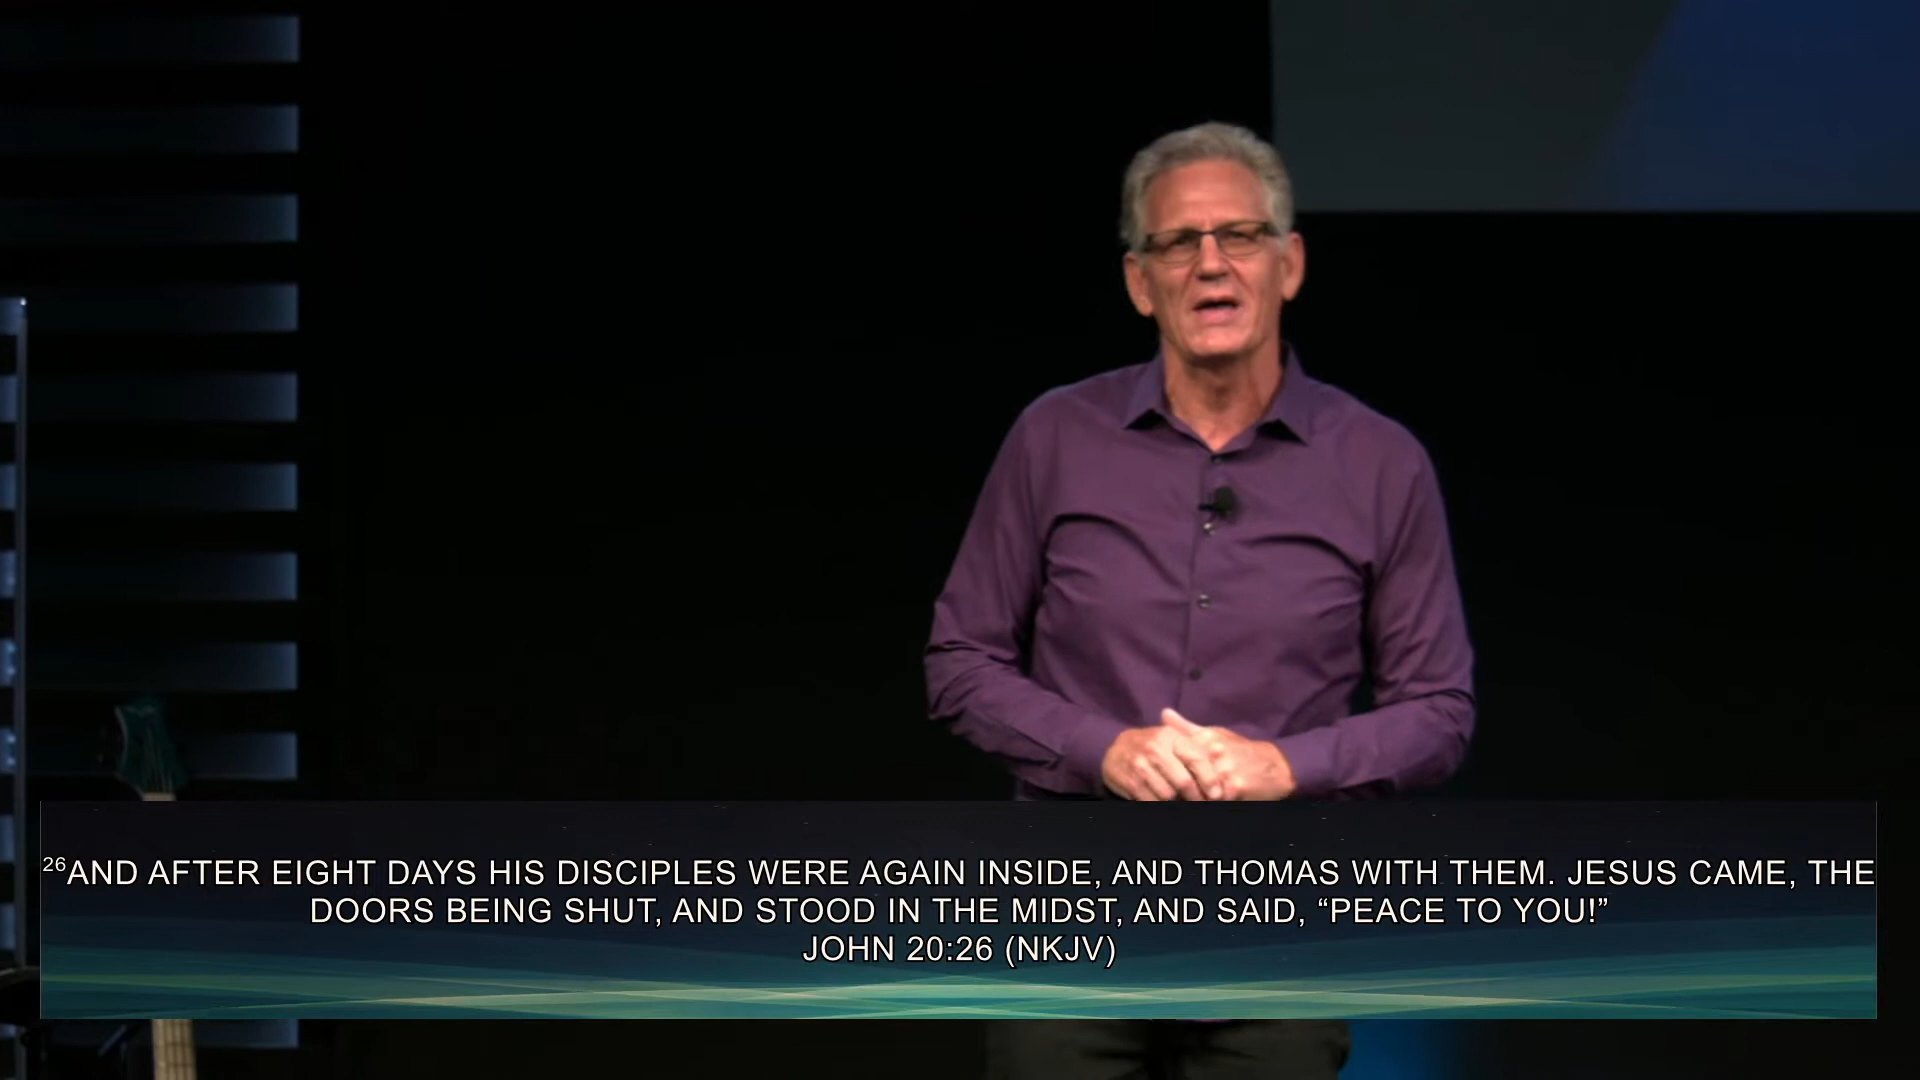 26AND AFTER EIGHT DAYS HIS DISCIPLES WERE AGAIN INSIDE, AND THOMAS WITH THEM. JESUS CAME, THE
DOORS BEING SHUT, AND STOOD IN THE MIDST, AND SAID, “PEACE TO YOU!”
JOHN 20:26 (NKJV)